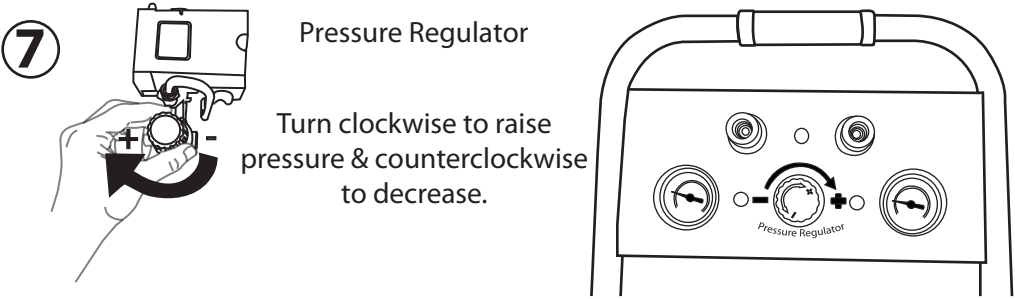 7
Pressure Regulator
Turn clockwise to raise
pressure & counterclockwise
to decrease.
+ -
- +
Pressure Regulator